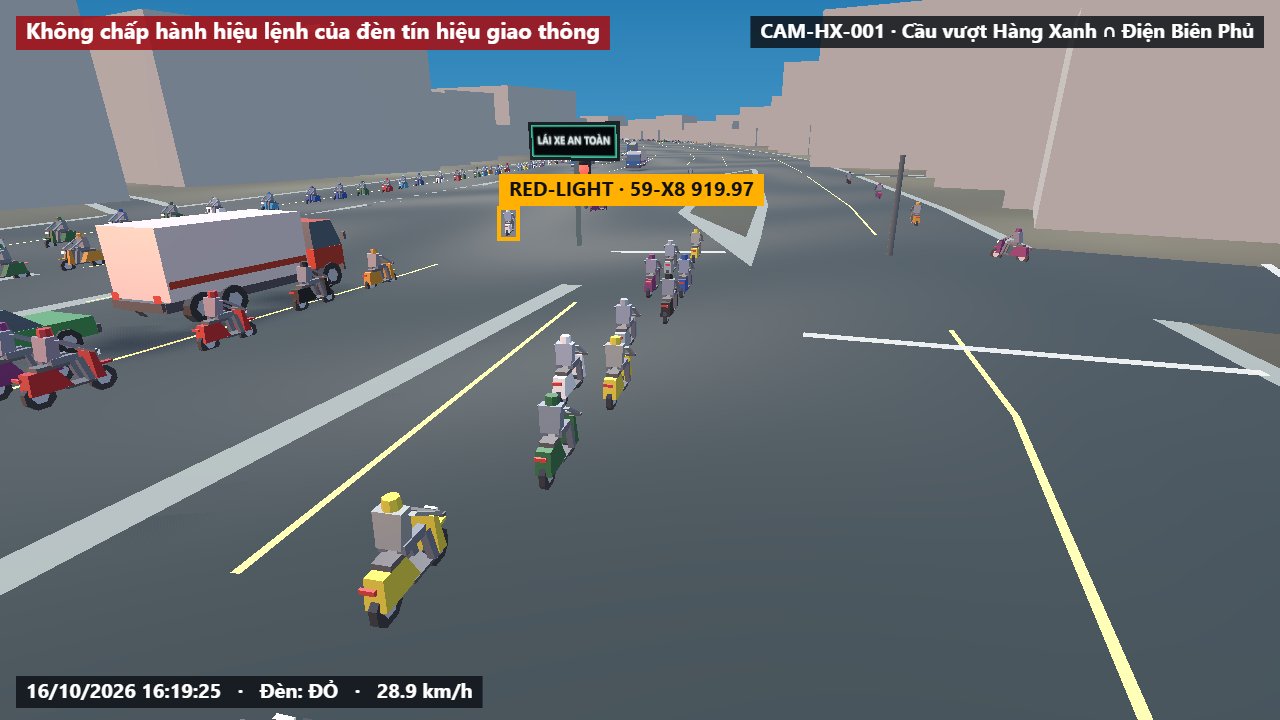 Không chấp hành hiệu lệnh của đèn tín hiệu giao thông
CAM-HX-001 · Cầu vượt Hàng Xanh ∩ Điện Biên Phủ
LÁI XE AN TOÀN
RED-LIGHT · 59-X8 919.97
16/10/2026 16:19:25 · Đèn: ĐỎ · 28.9 km/h